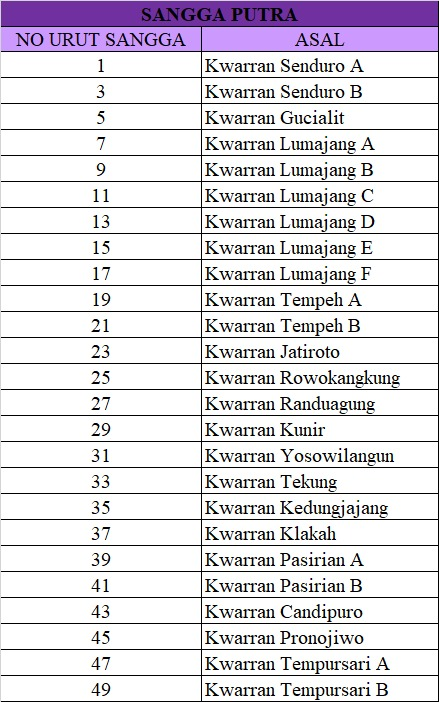 SANGGA PUTRA
NO URUT SANGGA ASAL
1 Kwarran Senduro A
3 Kwarran Senduro B
5 Kwarran Gucialit
7 Kwarran Lumajang A
9 Kwarran Lumajang B
11 Kwarran Lumajang C
13 Kwarran Lumajang D
15 Kwarran Lumajang E
17 Kwarran Lumajang F
19 Kwarran Tempeh A
21 Kwarran Tempeh B
23 Kwarran Jatiroto
25 Kwarran Rowokangkung
27 Kwarran Randuagung
29 Kwarran Kunir
31 Kwarran Yosowilangun
33 Kwarran Tekung
35 Kwarran Kedungjajang
37 Kwarran Klakah
39 Kwarran Pasirian A
41 Kwarran Pasirian B
43 Kwarran Candipuro
45 Kwarran Pronojiwo
47 Kwarran Tempursari A
49 Kwarran Tempursari B